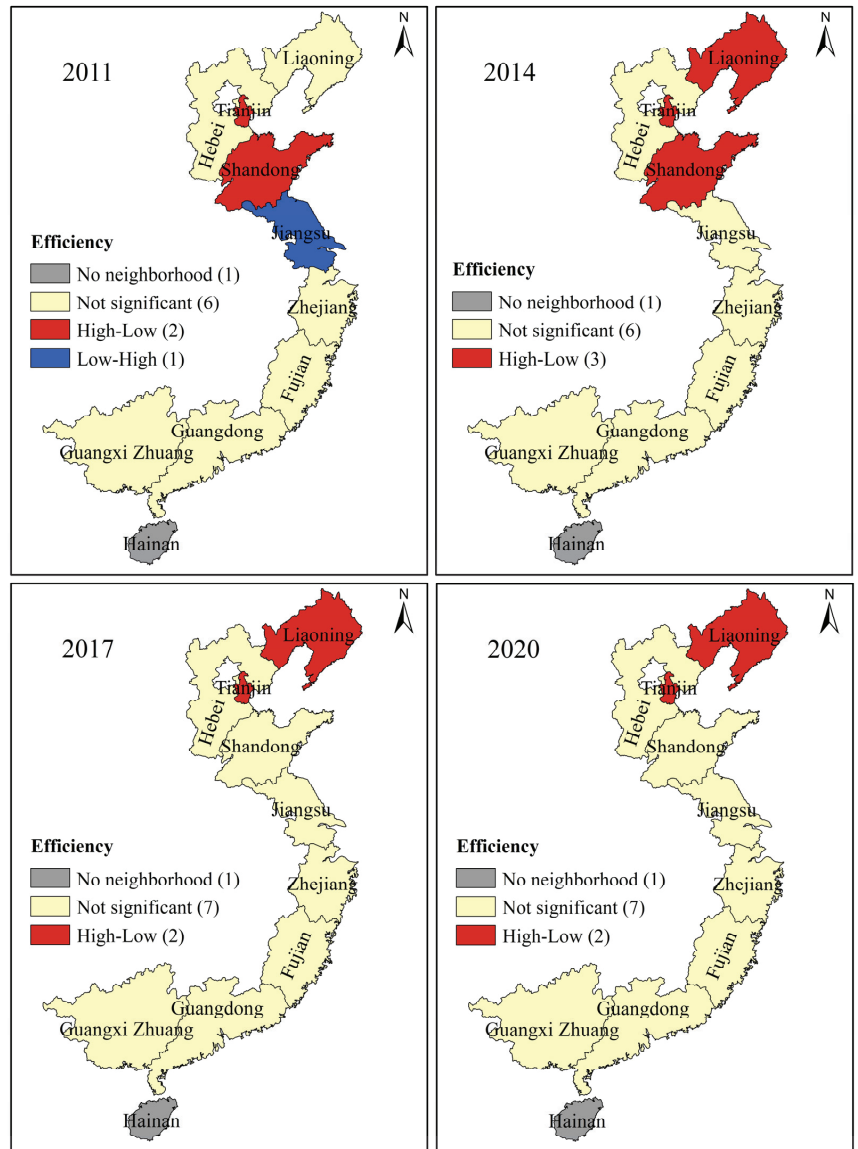 2011
N
Liaoning
Tianjin
Hebei
Shandong
Jiangsu
Efficiency
No neighborhood (1)
Not significant (6)
High-Low (2)
Low-High (1)
Zhejiang
Fujian
Guangdong
Guangxi Zhuang
Hainan
2014
N
Liaoning
Tianjin
Hebei
Shandong
Jiangsu
Efficiency
No neighborhood (1)
Not significant (6)
High-Low (3)
Zhejiang
Fujian
Guangdong
Guangxi Zhuang
Hainan
2017
N
Liaoning
Tianjin
Hebei
Shandong
Jiangsu
Efficiency
No neighborhood (1)
Not significant (7)
High-Low (2)
Zhejiang
Fujian
Guangdong
Guangxi Zhuang
Hainan
2020
N
Liaoning
Tianjin
Hebei
Shandong
Jiangsu
Efficiency
No neighborhood (1)
Not significant (7)
High-Low (2)
Zhejiang
Fujian
Guangdong
Guangxi Zhuang
Hainan